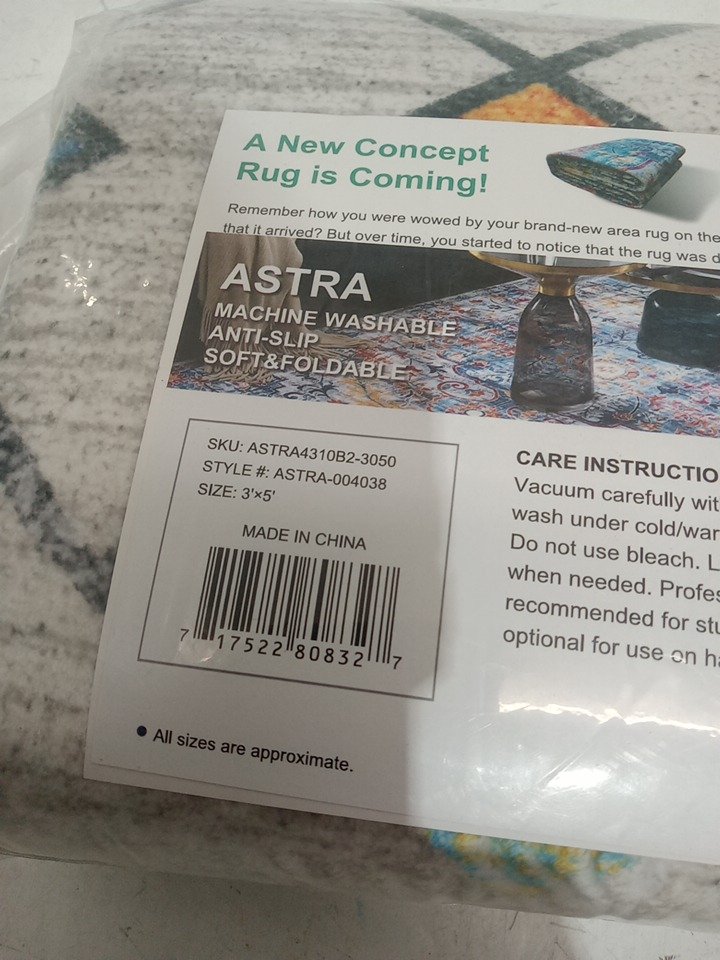 A New Concept
Rug is Coming!
Remember how you were wowed by your brand-new area rug on the
that it arrived? But over time, you started to notice that the rug was
ASTRA
MACHINE WASHABLE
ANTI-SLIP
SOFT&FOLDABLE
SKU: ASTRA4310B2-3050
STYLE #: ASTRA-004038
SIZE: 3'×5'
MADE IN CHINA
7 17522 80832 7
All sizes are approximate.
CARE INSTRUCTIO
Vacuum carefully wit
wash under cold/war
Do not use bleach. L
when needed. Profes
recommended for stu
optional for use on ha